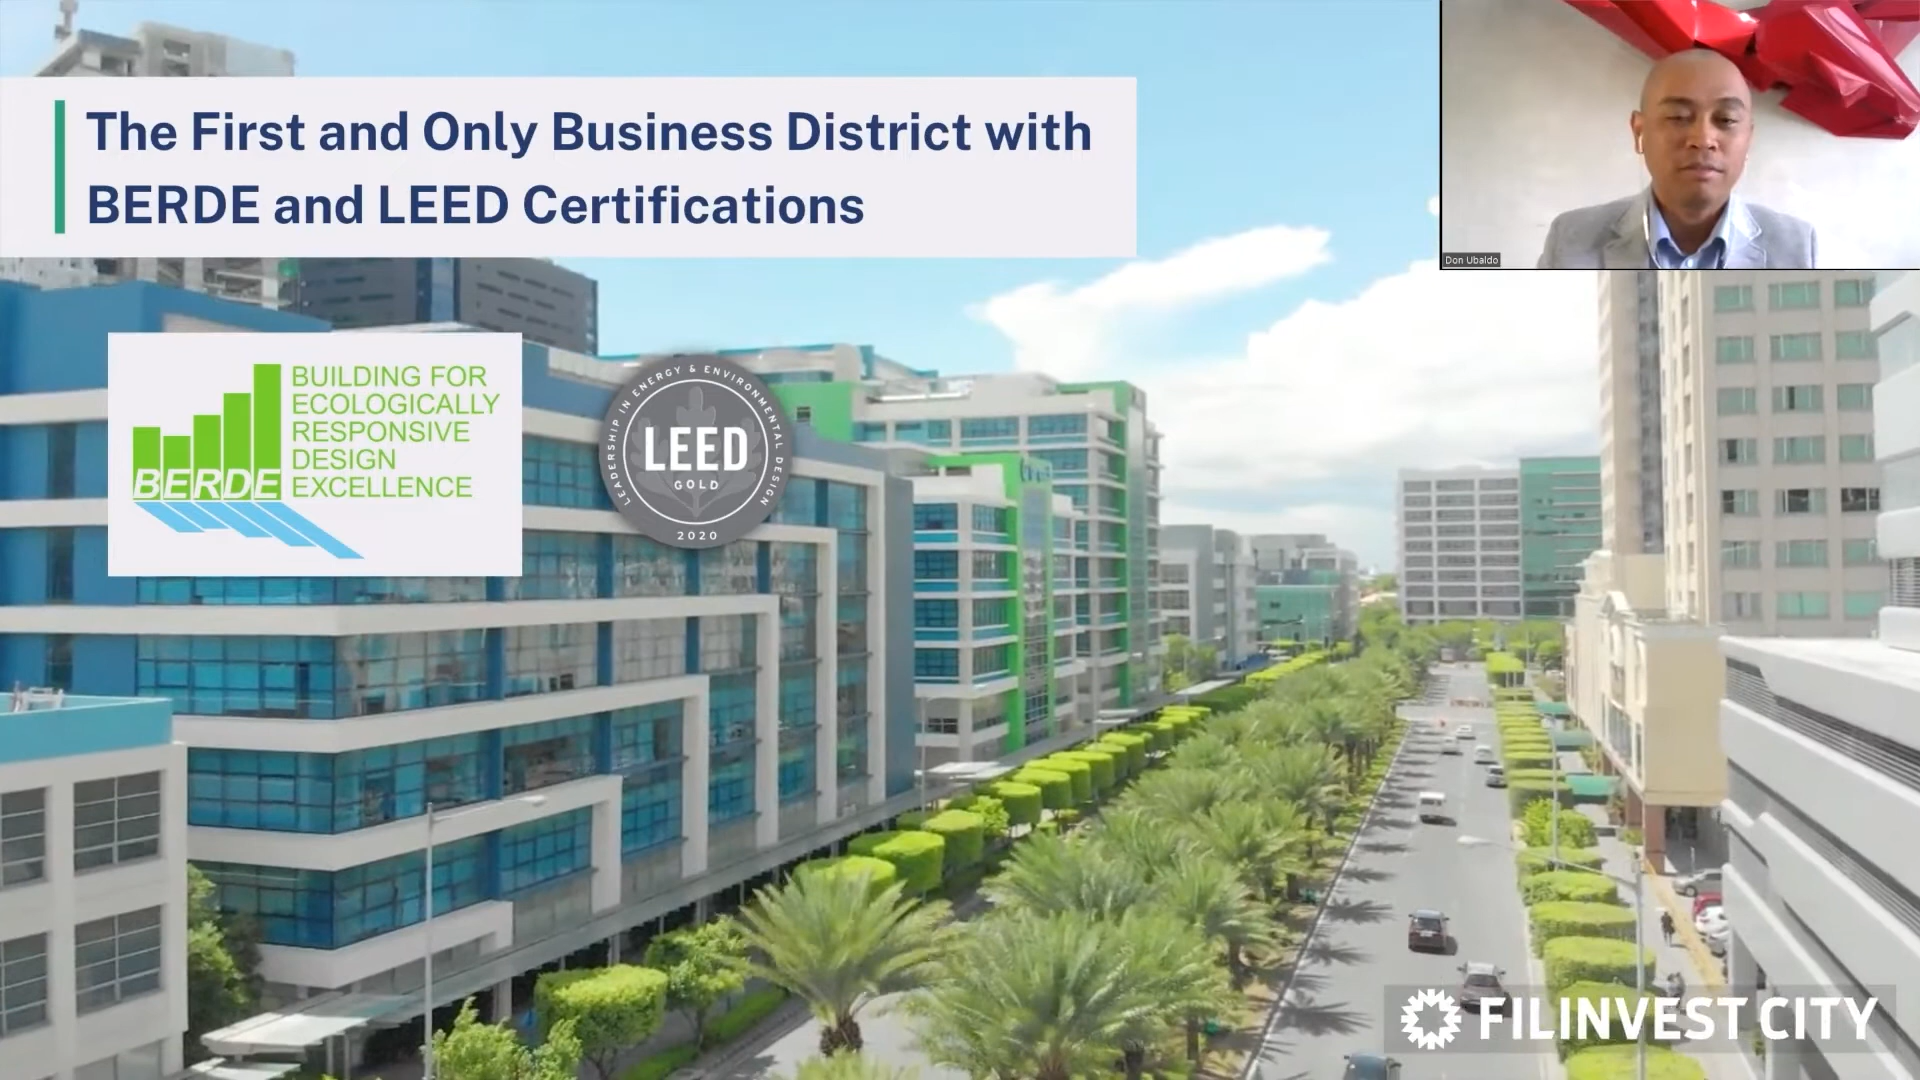 The First and Only Business District with
BERDE and LEED Certifications
Don Ubaldo
BERDE
BUILDING FOR
ECOLOGICALLY
RESPONSIVE
DESIGN
EXCELLENCE
LEADERSHIP IN ENERGY & ENVIRONMENTAL DESIGN
LEED
GOLD
2020
FILINVEST CITY